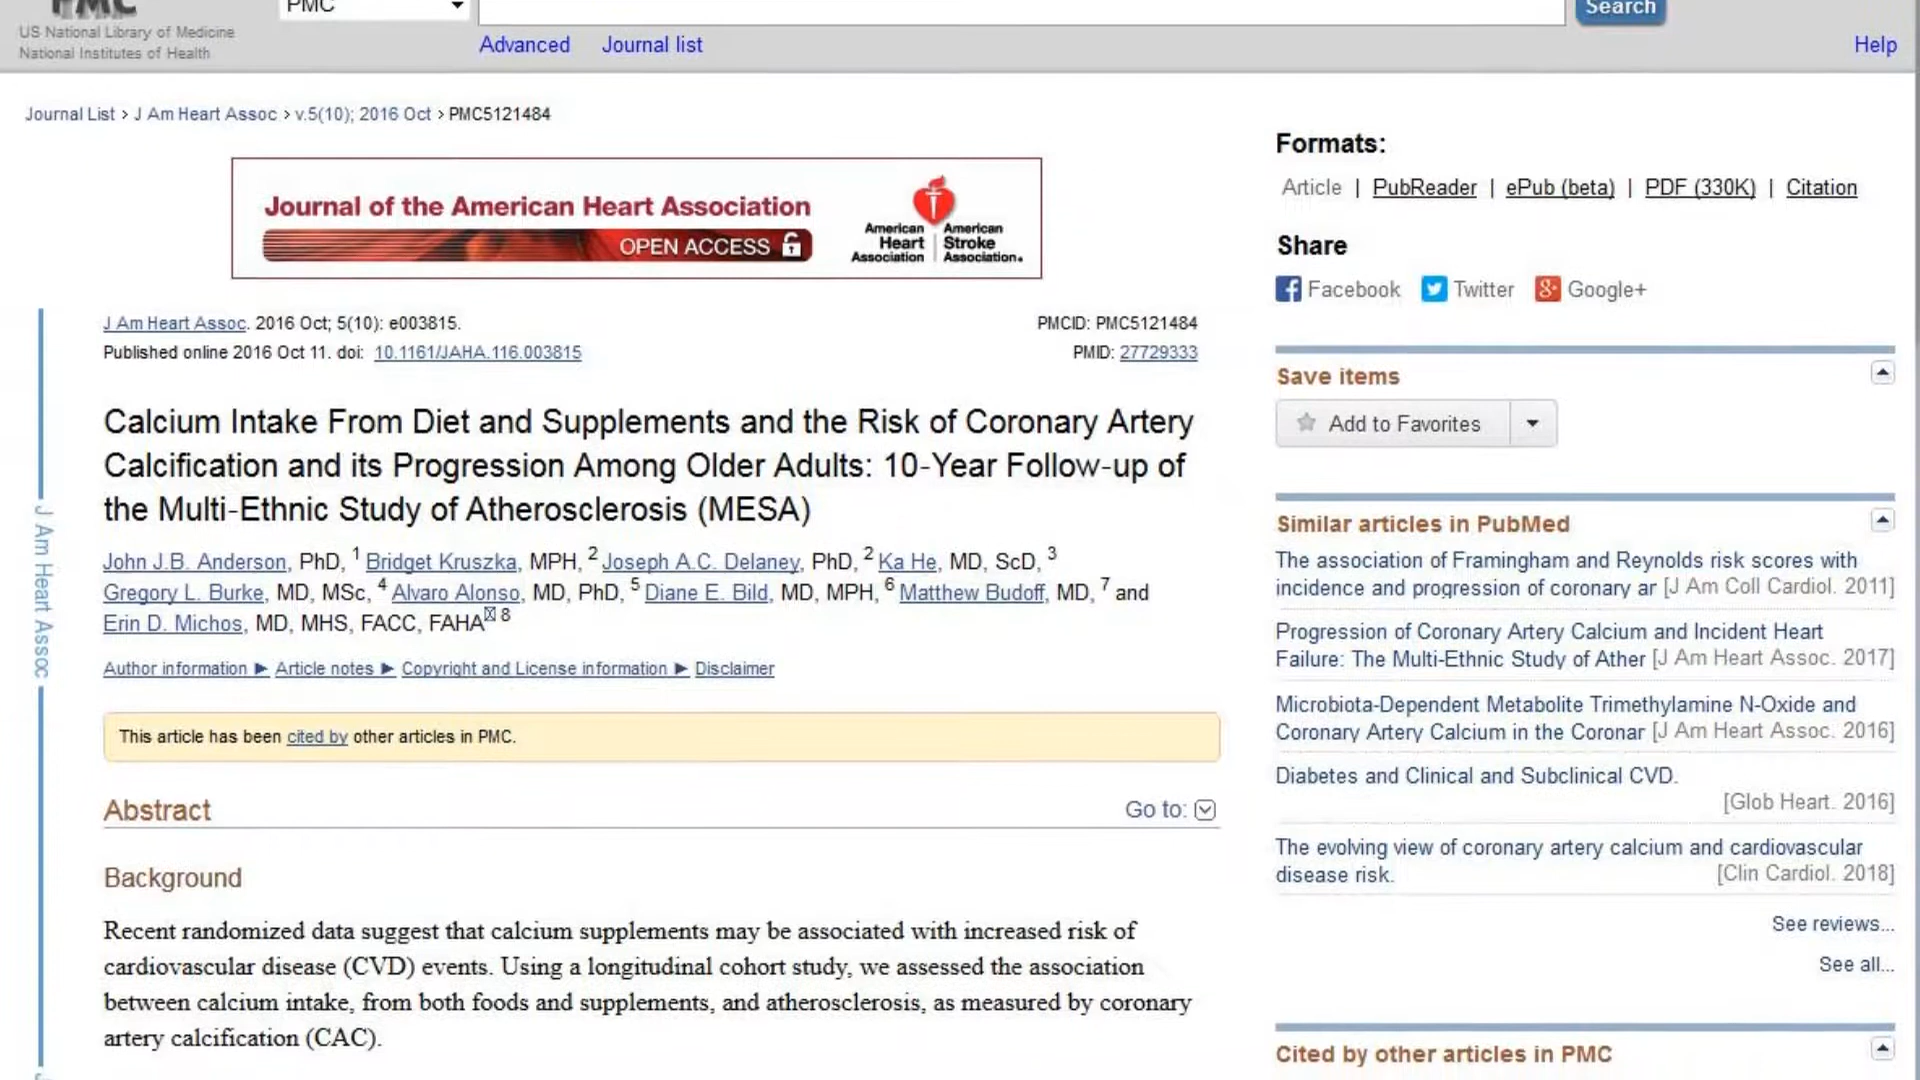 PMC
PMC
Search
US National Library of Medicine
National Institutes of Health
Advanced Journal list
Help
Journal List > J Am Heart Assoc > v.5(10); 2016 Oct > PMC5121484
Journal of the American Heart Association
OPEN ACCESS
American Heart Association
American Stroke Association.
J Am Heart Assoc. 2016 Oct; 5(10): e003815.
PMCID: PMC5121484
Published online 2016 Oct 11. doi: 10.1161/JAHA.116.003815
PMID: 27729333
Calcium Intake From Diet and Supplements and the Risk of Coronary Artery
Calcification and its Progression Among Older Adults: 10-Year Follow-up of
the Multi-Ethnic Study of Atherosclerosis (MESA)
John J.B. Anderson, PhD, 1 Bridget Kruszka, MPH, 2 Joseph A.C. Delaney, PhD, 2 Ka He, MD, ScD, 3
Gregory L. Burke, MD, MSc, 4 Alvaro Alonso, MD, PhD, 5 Diane E. Bild, MD, MPH, 6 Matthew Budoff, MD, 7 and
Erin D. Michos, MD, MHS, FACC, FAHA 8
Author information ► Article notes ► Copyright and License information ► Disclaimer
This article has been cited by other articles in PMC.
Abstract
Go to:
Background
Recent randomized data suggest that calcium supplements may be associated with increased risk of
cardiovascular disease (CVD) events. Using a longitudinal cohort study, we assessed the association
between calcium intake, from both foods and supplements, and atherosclerosis, as measured by coronary
artery calcification (CAC).
J Am Heart Assoc
Formats:
Article | PubReader | ePub (beta) | PDF (330K) | Citation
Share
Facebook Twitter Google+
Save items
Add to Favorites
Similar articles in PubMed
The association of Framingham and Reynolds risk scores with
incidence and progression of coronary ar [J Am Coll Cardiol. 2011]
Progression of Coronary Artery Calcium and Incident Heart
Failure: The Multi-Ethnic Study of Ather [J Am Heart Assoc. 2017]
Microbiota-Dependent Metabolite Trimethylamine N-Oxide and
Coronary Artery Calcium in the Coronar [J Am Heart Assoc. 2016]
Diabetes and Clinical and Subclinical CVD.
[Glob Heart. 2016]
The evolving view of coronary artery calcium and cardiovascular
disease risk. [Clin Cardiol. 2018]
See reviews...
See all...
Cited by other articles in PMC